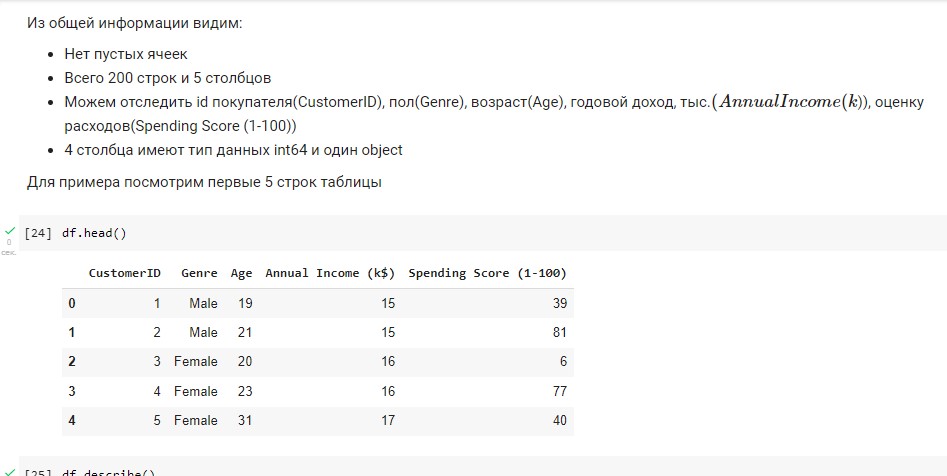 Из общей информации видим:
• Нет пустых ячеек
• Всего 200 строк и 5 столбцов
• Можем отследить id покупателя(CustomerID), пол(Genre), возраст(Age), годовой доход, тыс.(AnnualIncome(k)), оценку
расходов(Spending Score (1-100))
• 4 столбца имеют тип данных int64 и один object
Для примера посмотрим первые 5 строк таблицы
[24] df.head()
0
сек.
CustomerID Genre Age Annual Income (k$) Spending Score (1-100)
0 1 Male 19 15 39
1 2 Male 21 15 81
2 3 Female 20 16 6
3 4 Female 23 16 77
4 5 Female 31 17 40
[25] df.describe()